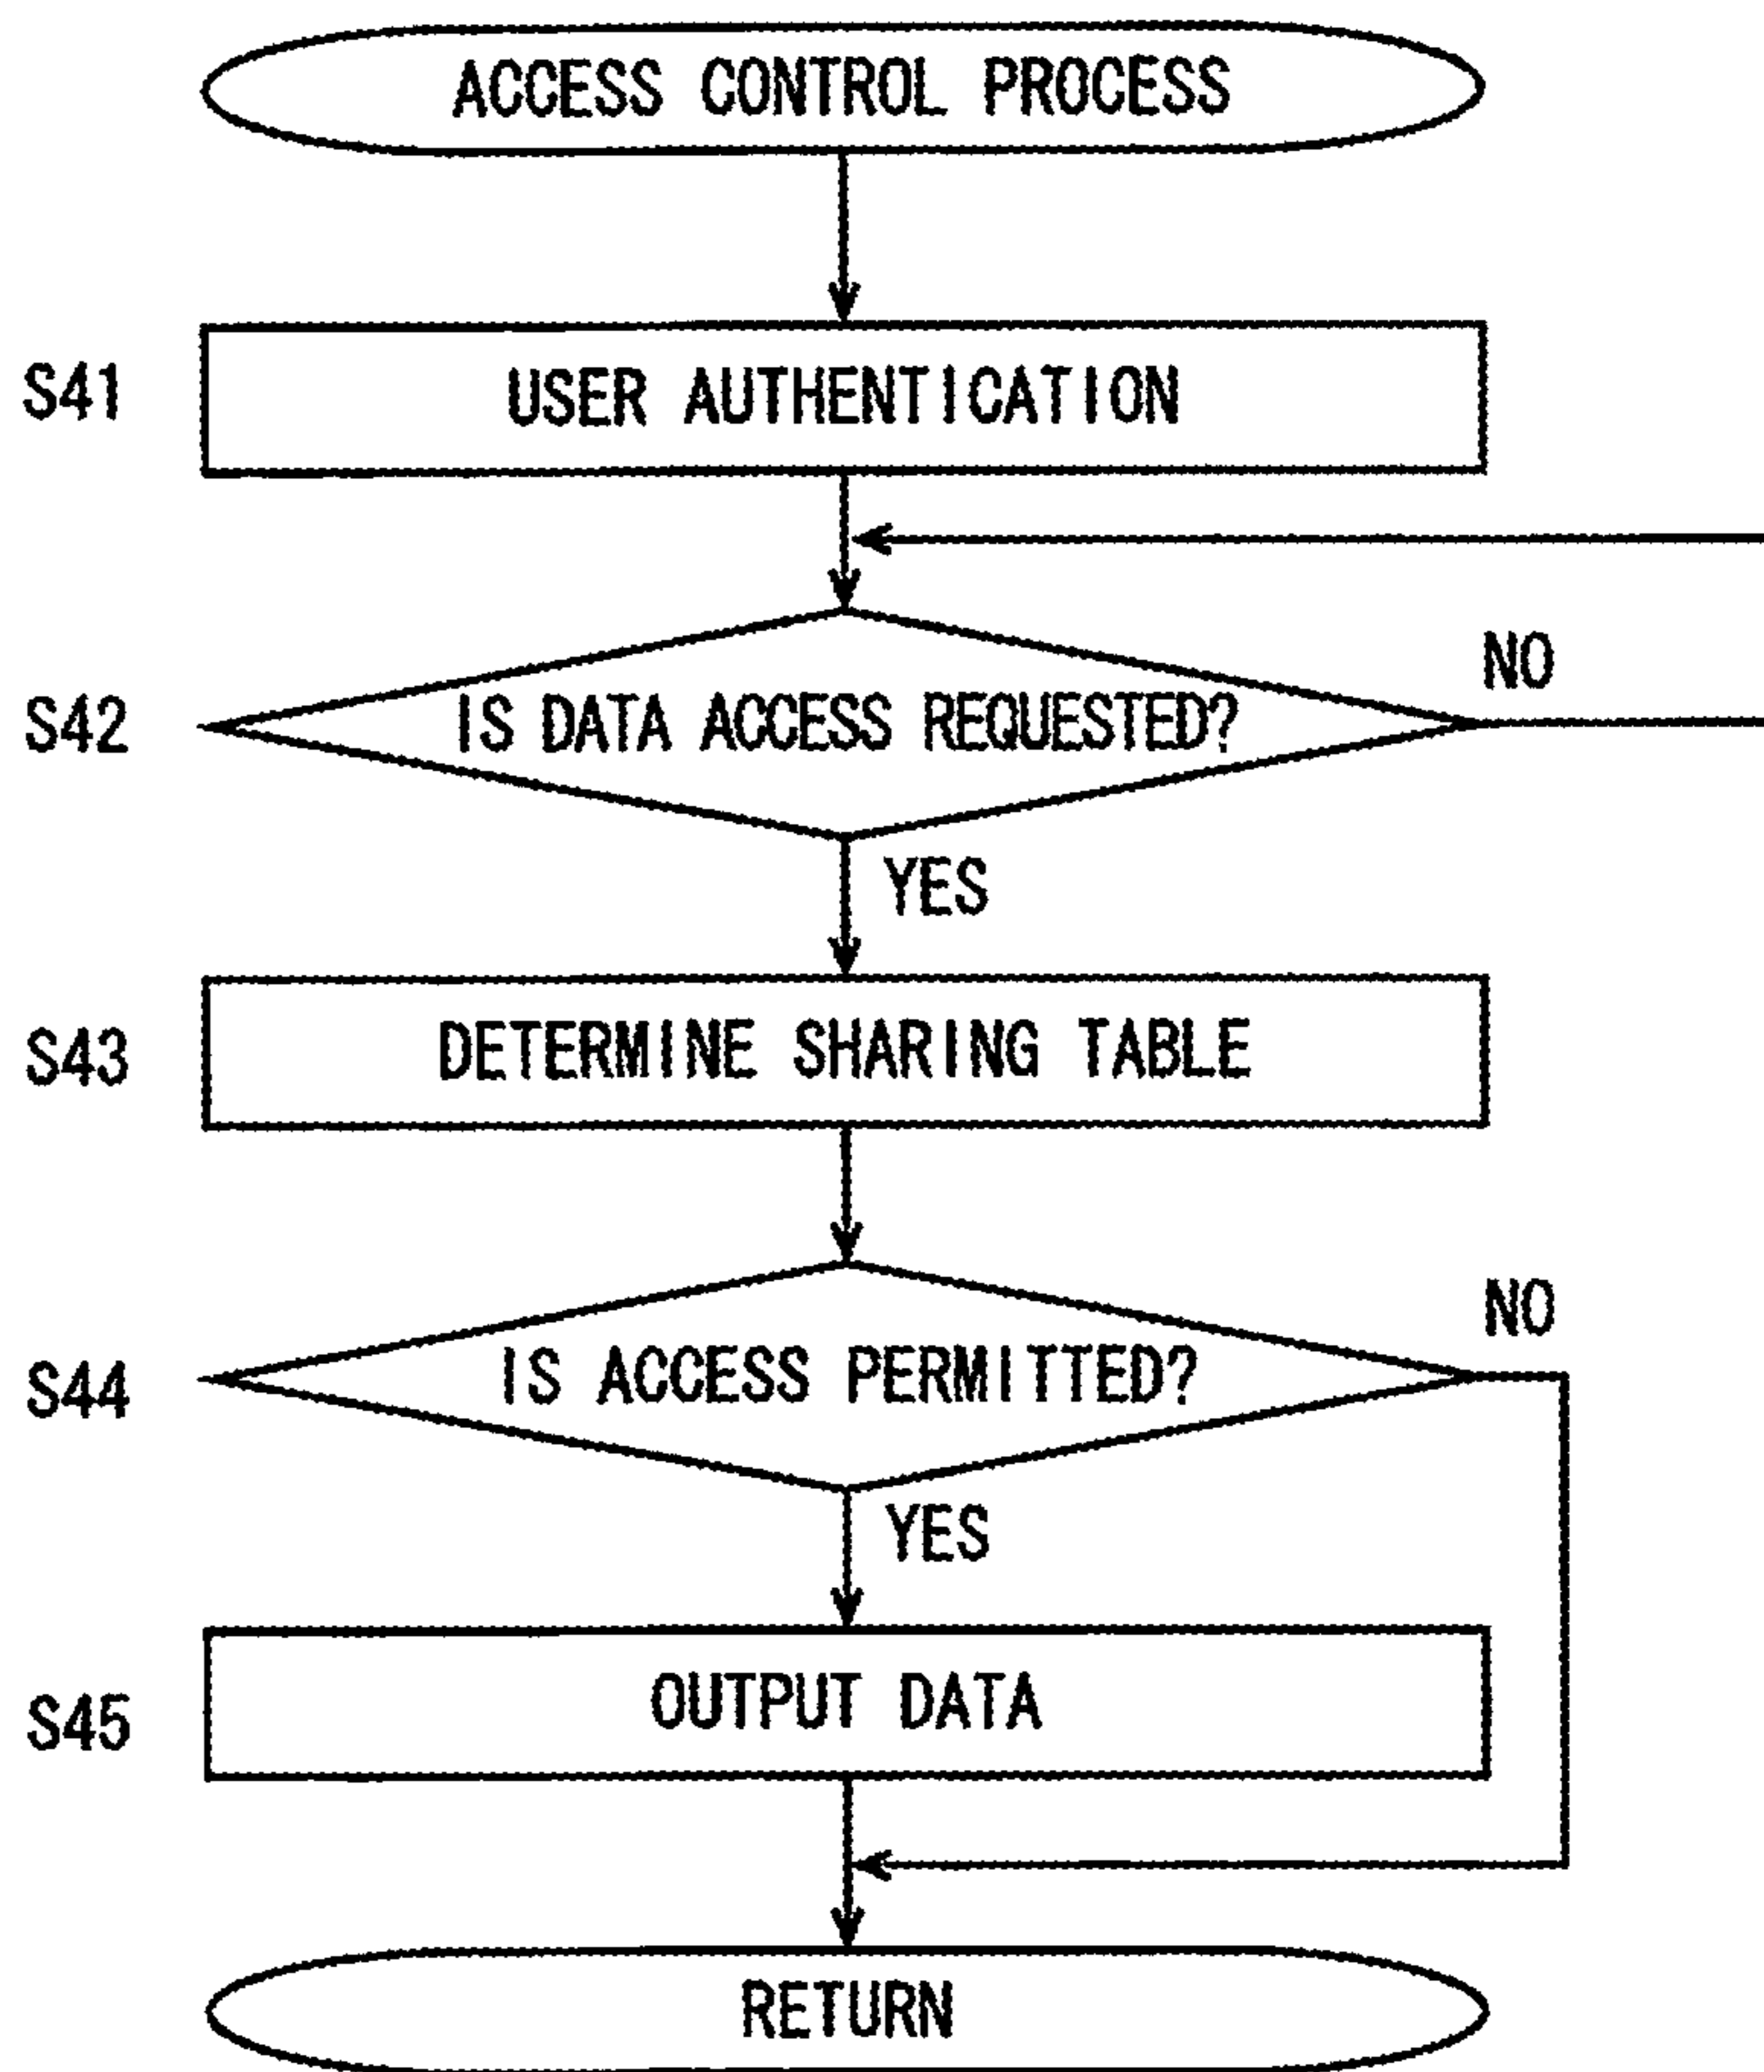 ACCESS CONTROL PROCESS
S41
USER AUTHENTICATION
S42
IS DATA ACCESS REQUESTED?
NO
YES
S43
DETERMINE SHARING TABLE
S44
IS ACCESS PERMITTED?
NO
YES
S45
OUTPUT DATA
RETURN